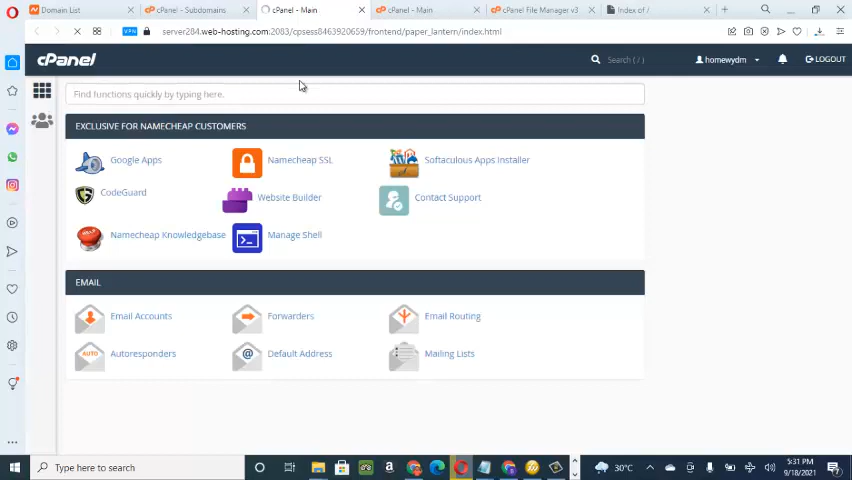 Domain List
cPanel - Subdomains
cPanel - Main
cPanel - Main
cPanel File Manager v3
Index of /
VPN
server284.web-hosting.com:2083/cpsess8463920659/frontend/paper_lantern/index.html
cPanel
Search ( / )
homewydm
LOGOUT
Find functions quickly by typing here.
EXCLUSIVE FOR NAMECHEAP CUSTOMERS
Google Apps
Namecheap SSL
Softaculous Apps Installer
CodeGuard
Website Builder
Contact Support
HELP
Namecheap Knowledgebase
Manage Shell
EMAIL
Email Accounts
Forwarders
Email Routing
AUTO
Autoresponders
@
Default Address
Mailing Lists
Type here to search
30°C
5:31 PM
9/18/2021